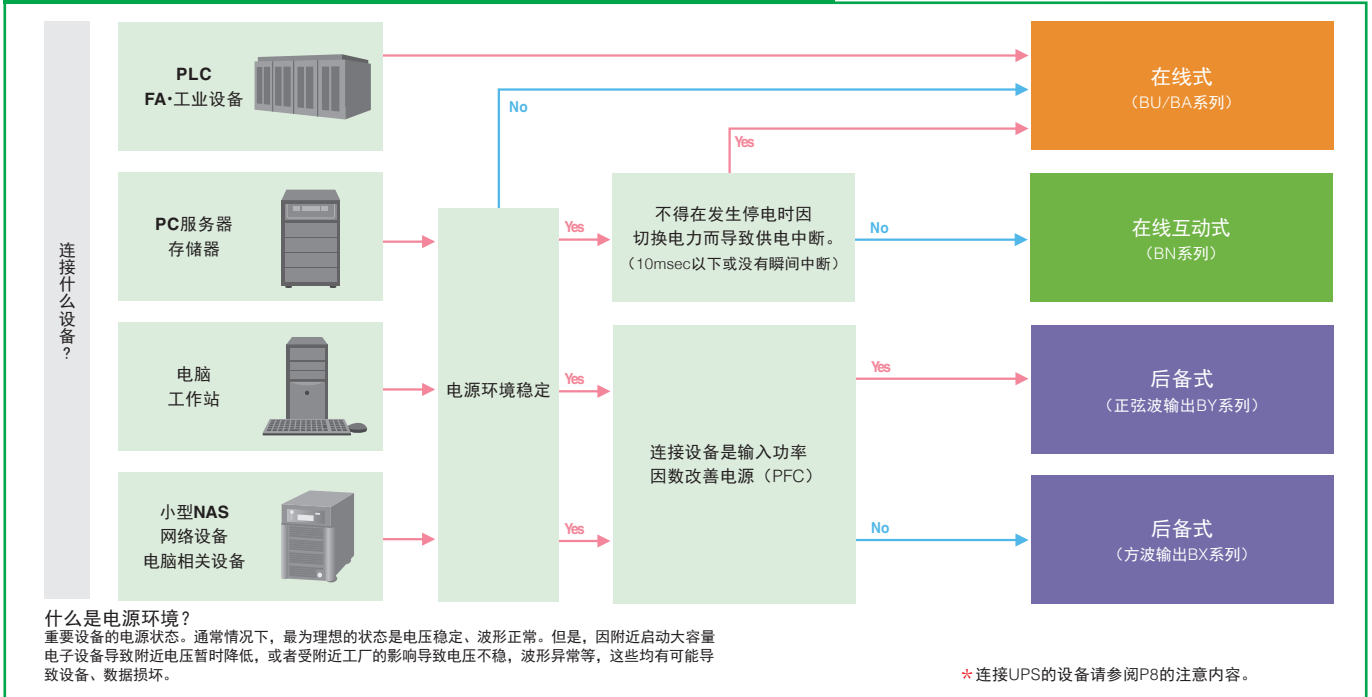 连接什么设备？
PLC
FA·工业设备
PC服务器
存储器
电脑
工作站
小型NAS
网络设备
电脑相关设备
电源环境稳定
No
Yes
Yes
Yes
不得在发生停电时因
切换电力而导致供电中断。
（10msec以下或没有瞬间中断）
Yes
No
连接设备是输入功率
因数改善电源（PFC）
Yes
No
在线式
（BU/BA系列）
在线互动式
（BN系列）
后备式
（正弦波输出BY系列）
后备式
（方波输出BX系列）
什么是电源环境？
重要设备的电源状态。通常情况下，最为理想的状态是电压稳定、波形正常。但是，因附近启动大容量
电子设备导致附近电压暂时降低，或者受附近工厂的影响导致电压不稳，波形异常等，这些均有可能导
致设备、数据损坏。
*连接UPS的设备请参阅P8的注意内容。